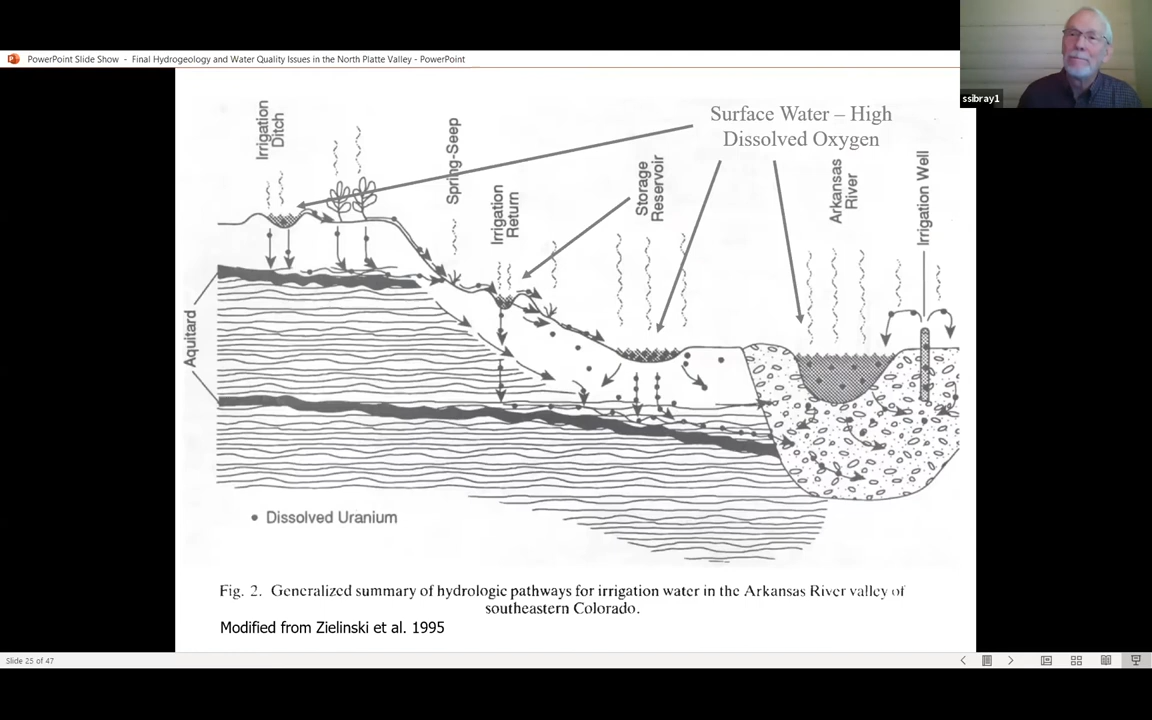 PowerPoint Slide Show - Final Hydrogeology and Water Quality Issues in the North Platte Valley - PowerPoint
ssibray1
Surface Water – High
Dissolved Oxygen
Irrigation
Ditch
Spring-Seep
Irrigation
Return
Storage
Reservoir
Arkansas
River
Irrigation Well
Aquitard
• Dissolved Uranium
Fig. 2. Generalized summary of hydrologic pathways for irrigation water in the Arkansas River valley of
southeastern Colorado.
Modified from Zielinski et al. 1995
Slide 25 of 47